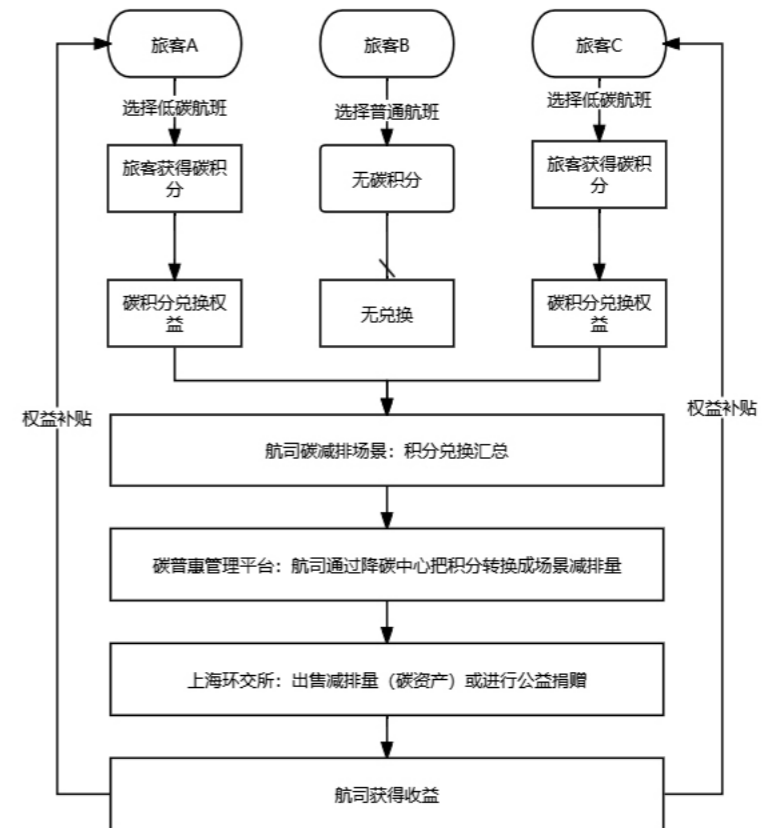 旅客A
旅客B
旅客C
选择低碳航班
选择普通航班
选择低碳航班
旅客获得碳积
分
无碳积分
旅客获得碳积
分
碳积分兑换权
益
无兑换
碳积分兑换权
益
权益补贴
权益补贴
航司碳减排场景：积分兑换汇总
碳普惠管理平台：航司通过降碳中心把积分转换成场景减排量
上海环交所：出售减排量（碳资产）或进行公益捐赠
航司获得收益